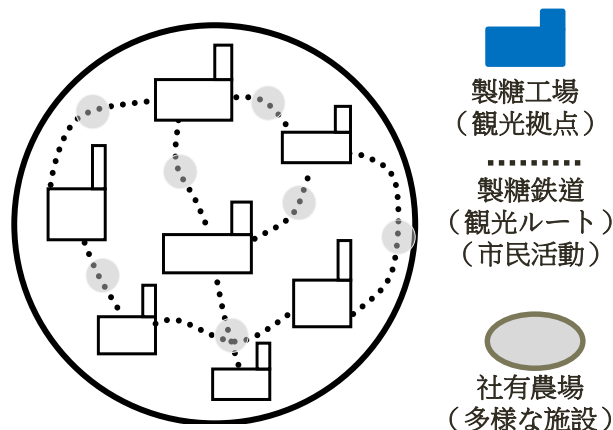 製糖工場
（観光拠点）
製糖鉄道
（観光ルート）
（市民活動）
社有農場
（多様な施設）